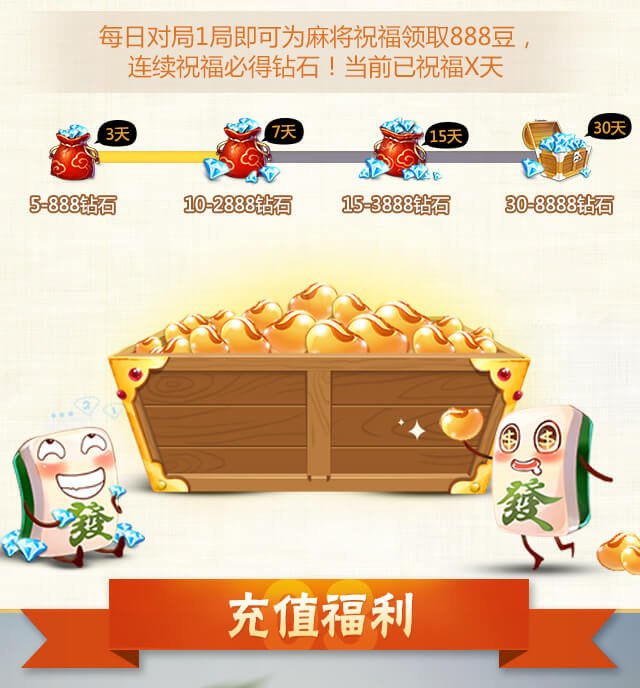 每日对局1局即可为麻将祝福领取888豆，
连续祝福必得钻石！当前已祝福X天
3天
7天
15天
30天
5-888钻石
10-2888钻石
15-3888钻石
30-8888钻石
發
發
充值福利